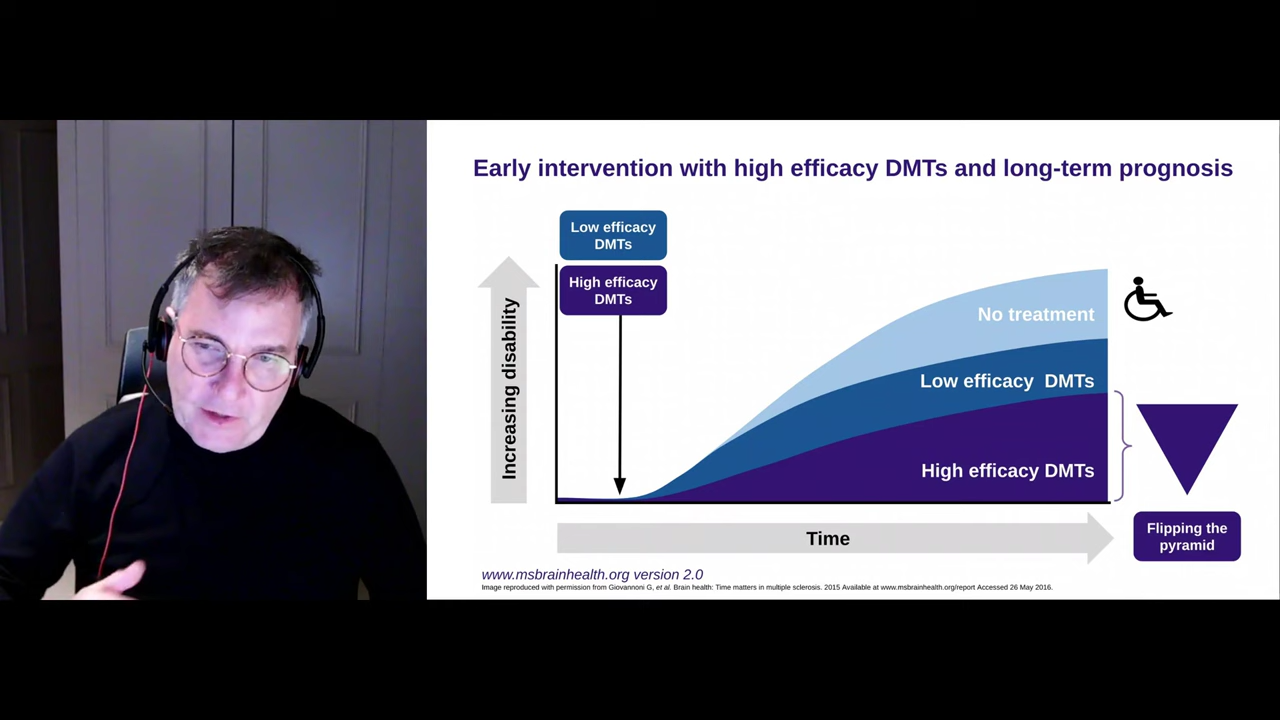 Early intervention with high efficacy DMTs and long-term prognosis
Low efficacy
DMTs
High efficacy
DMTs
Increasing disability
No treatment
Low efficacy DMTs
High efficacy DMTs
Time
Flipping the
pyramid
www.msbrainhealth.org version 2.0
Image reproduced with permission from Giovannoni G, et al. Brain health: Time matters in multiple sclerosis. 2015 Available at www.msbrainhealth.org/report Accessed 26 May 2016.